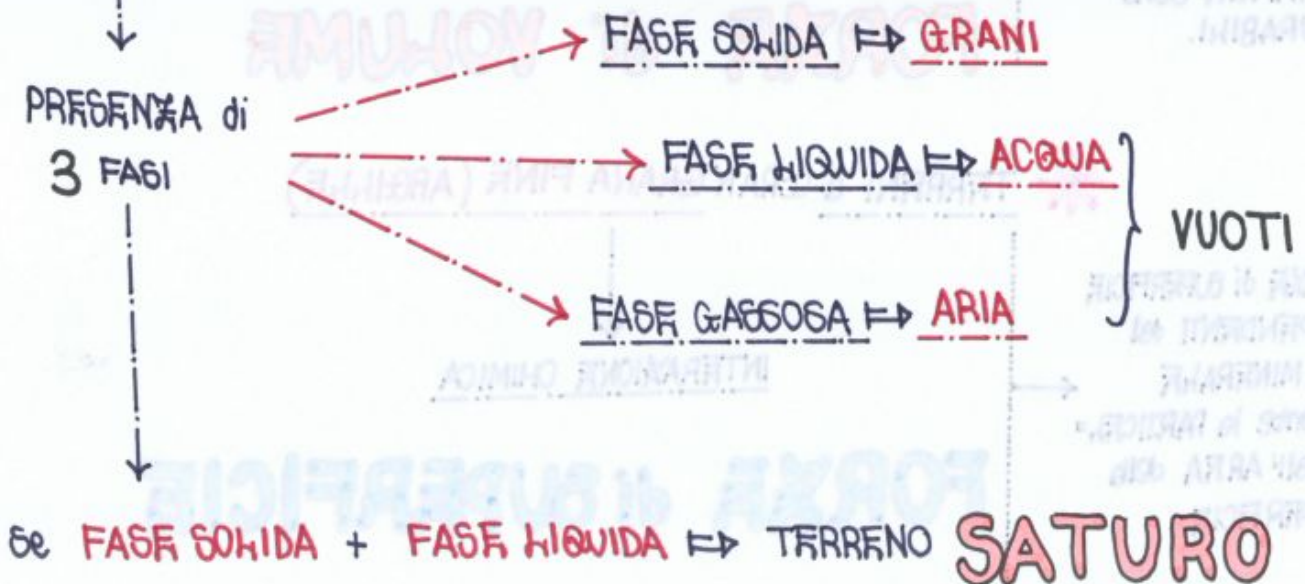 FASE SOLIDA ⇨ GRANI
PRESENZA di
3 FASI
FASE LIQUIDA ⇨ ACQUA
VUOTI
FASE GASSOSA ⇨ ARIA
se FASE SOLIDA + FASE LIQUIDA ⇨ TERRENO SATURO